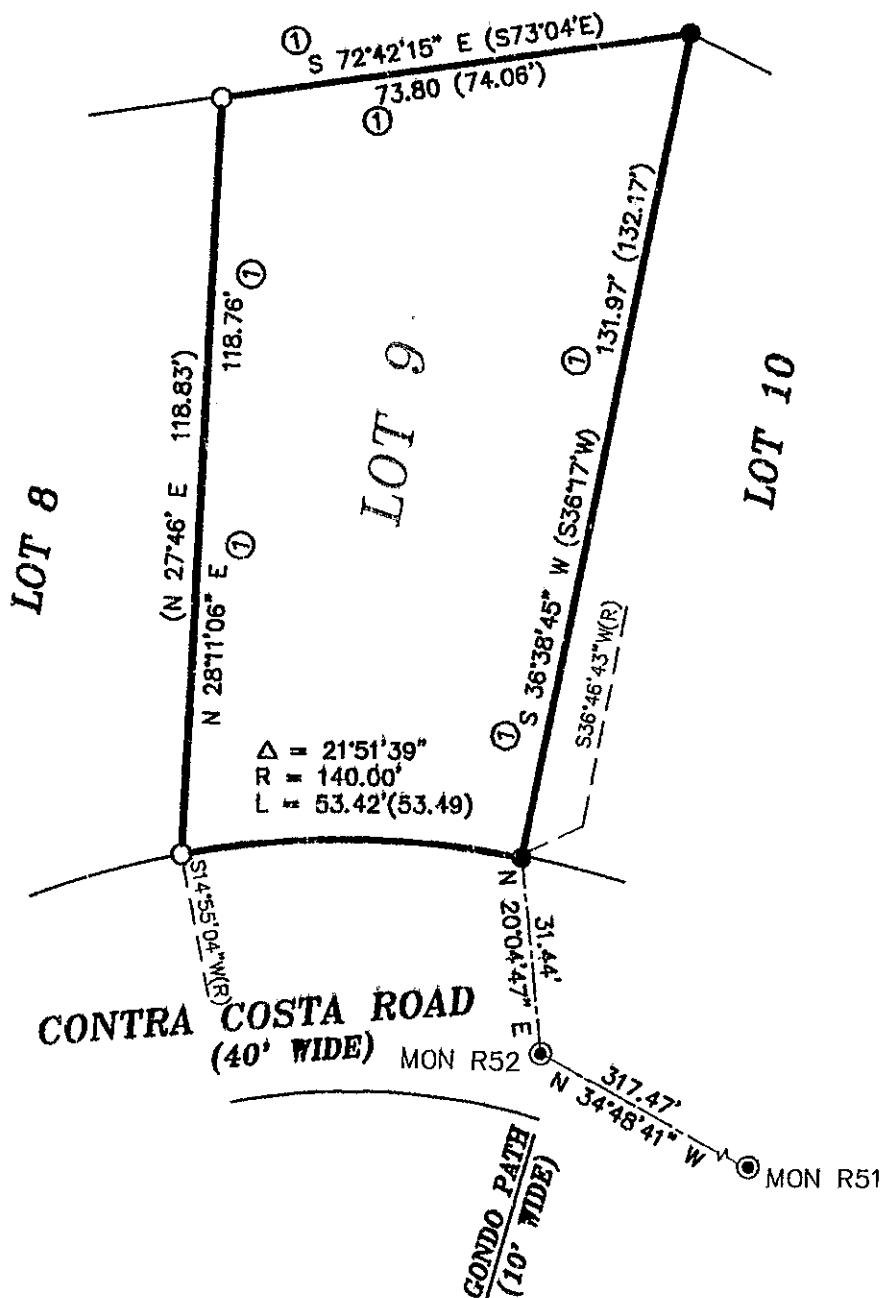 ① S 72°42'15" E (S73°04'E)
73.80 (74.06')
①
118.76' ①
(N 27°46' E 118.83')
N 28°11'06" E ①
LOT 8
LOT 9
① 131.97' (132.17')
① S 36°38'45" W (S36°17'W)
S36°46'43"W(R)
LOT 10
Δ = 21°51'39"
R = 140.00'
L = 53.42'(53.49)
S14°55'04"W(R)
N 20°04'47" E
31.44'
CONTRA COSTA ROAD
(40' WIDE)
MON R52
317.47'
N 34°48'41" W
MON R51
GONDO PATH
(10' WIDE)